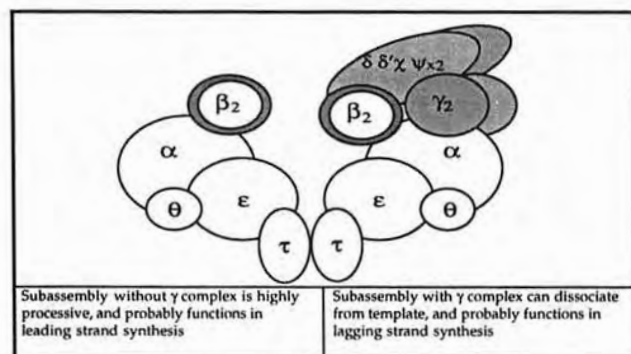 δ δ'χ ψx2
β2
β2
γ2
α
α
θ
ε
ε
θ
τ
τ
Subassembly without γ complex is highly
processive, and probably functions in
leading strand synthesis
Subassembly with γ complex can dissociate
from template, and probably functions in
lagging strand synthesis